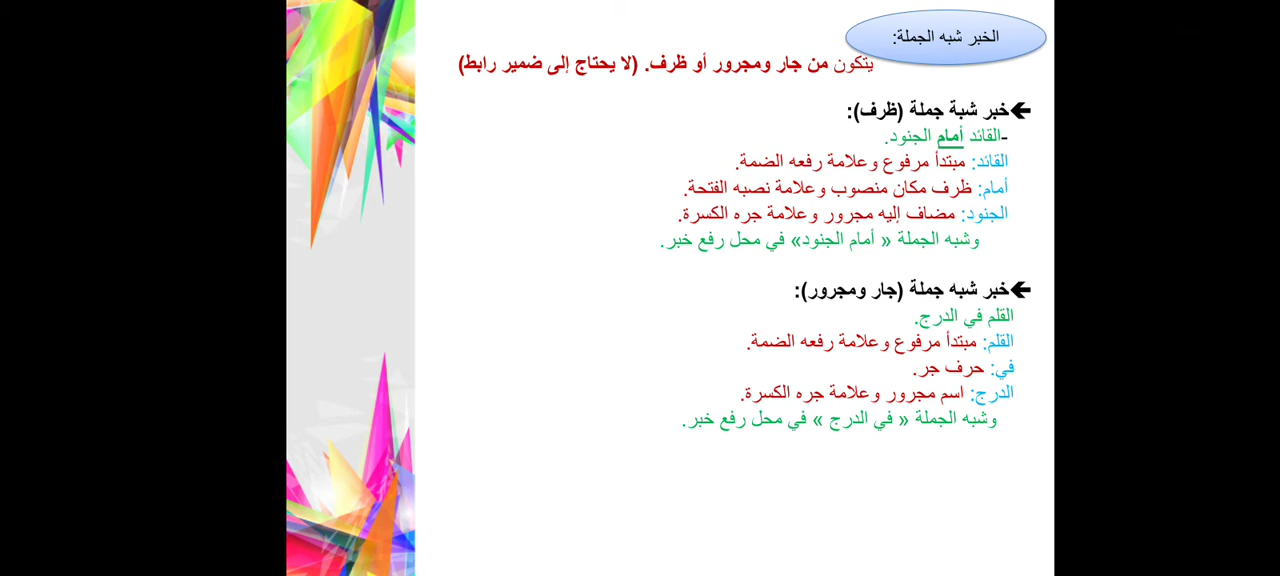 الخبر شبه الجملة:
يتكون من جار ومجرور أو ظرف. (لا يحتاج إلى ضمير رابط)
خبر شبة جملة (ظرف):
-القائد أمام الجنود.
القائد: مبتدأ مرفوع وعلامة رفعه الضمة.
أمام: ظرف مكان منصوب وعلامة نصبه الفتحة.
الجنود: مضاف إليه مجرور وعلامة جره الكسرة.
وشبه الجملة « أمام الجنود» في محل رفع خبر.
خبر شبه جملة (جار ومجرور):
القلم في الدرج.
القلم: مبتدأ مرفوع وعلامة رفعه الضمة.
في: حرف جر.
الدرج: اسم مجرور وعلامة جره الكسرة.
وشبه الجملة « في الدرج » في محل رفع خبر.